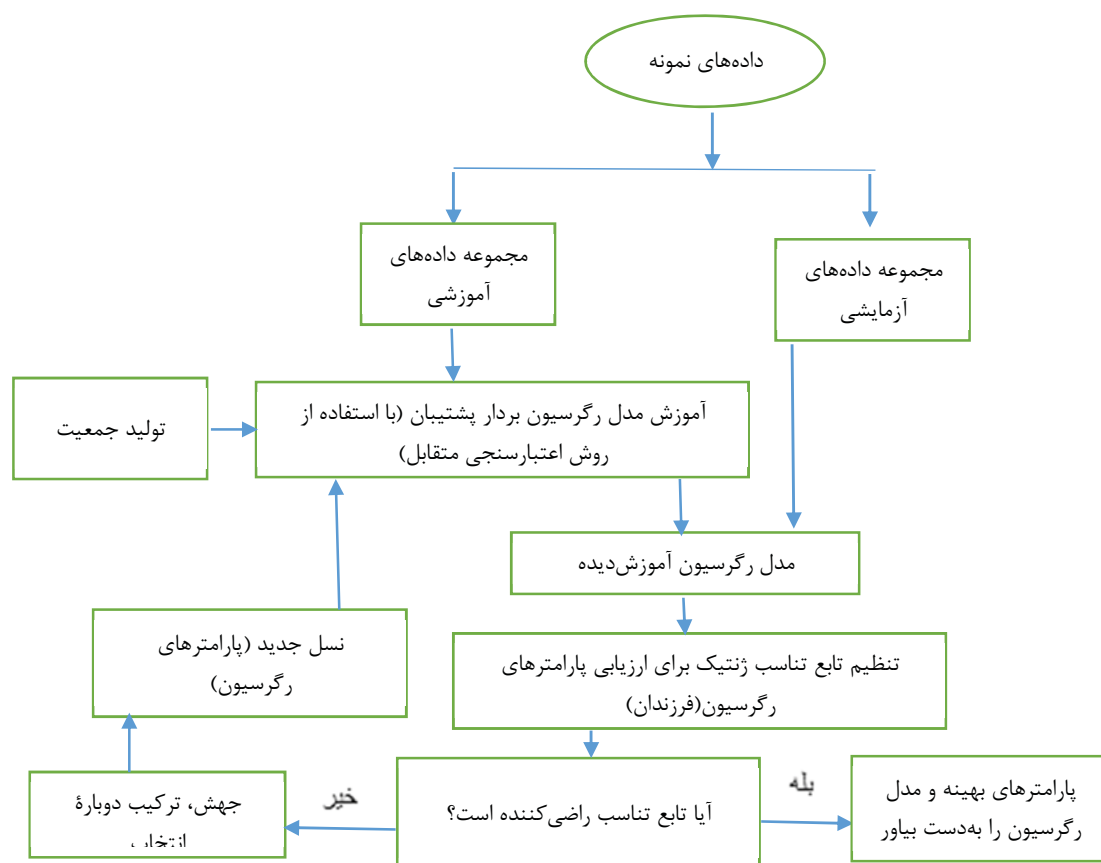 داده‌های نمونه
مجموعه داده‌های
آموزشی
مجموعه داده‌های
آزمایشی
تولید جمعیت
آموزش مدل رگرسیون بردار پشتیبان (با استفاده از
روش اعتبارسنجی متقابل)
مدل رگرسیون آموزش‌دیده
نسل جدید (پارامترهای
رگرسیون)
تنظیم تابع تناسب ژنتیک برای ارزیابی پارامترهای
رگرسیون(فرزندان)
جهش، ترکیب دوبارۀ
انتخاب
خیر
آیا تابع تناسب راضی‌کننده است؟
بله
پارامترهای بهینه و مدل
رگرسیون را به‌دست بیاور